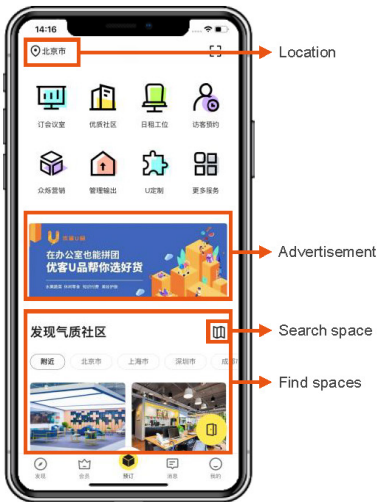 14:16
北京市
Location
订会议室 优质社区 日租工位 访客预约
众烁营销 管理输出 U定制 更多服务
在办公室也能拼团
优客U品帮你选好货
Advertisement
发现气质社区
Search space
附近 北京市 上海市 深圳市
Find spaces
发现 会员 预订 消息 我的